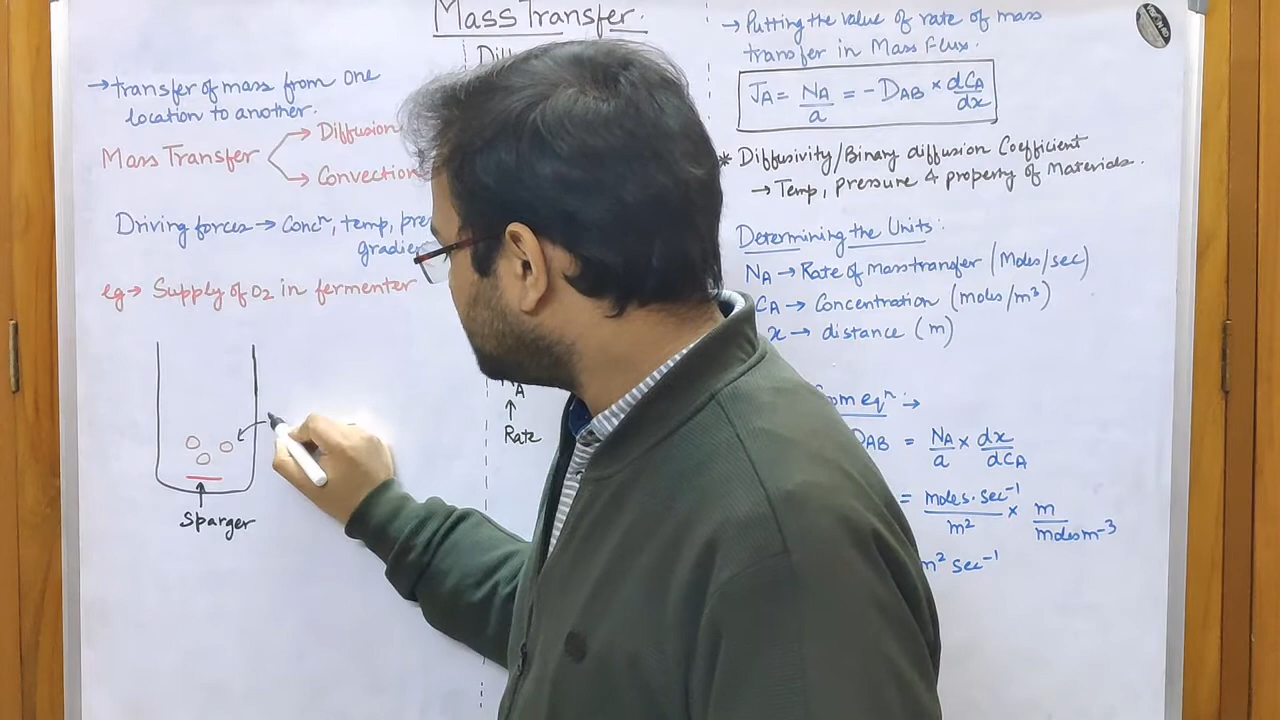 Mass Transfer.
→ transfer of mass from one
location to another.
Mass Transfer
→ Diffusion
→ Convection
Driving forces → Concⁿ, temp,
eg → Supply of O2 in fermenter
Sparger
A
↑
Rate
→ Putting the value of rate of mass
transfer in Mass Flux.
JA = NA/a = -DAB × dCA/dx
* Diffusivity/Binary diffusion Coefficient
→ Temp, pressure & property of Materials.
Determining the Units:
NA → Rate of Masstransfer (Moles/sec)
CA → Concentration (moles/m³)
x → distance (m)
eqⁿ →
DAB = NA/a × dx/dCA
= moles·sec⁻¹/m² × m/moles m⁻³
m² sec⁻¹